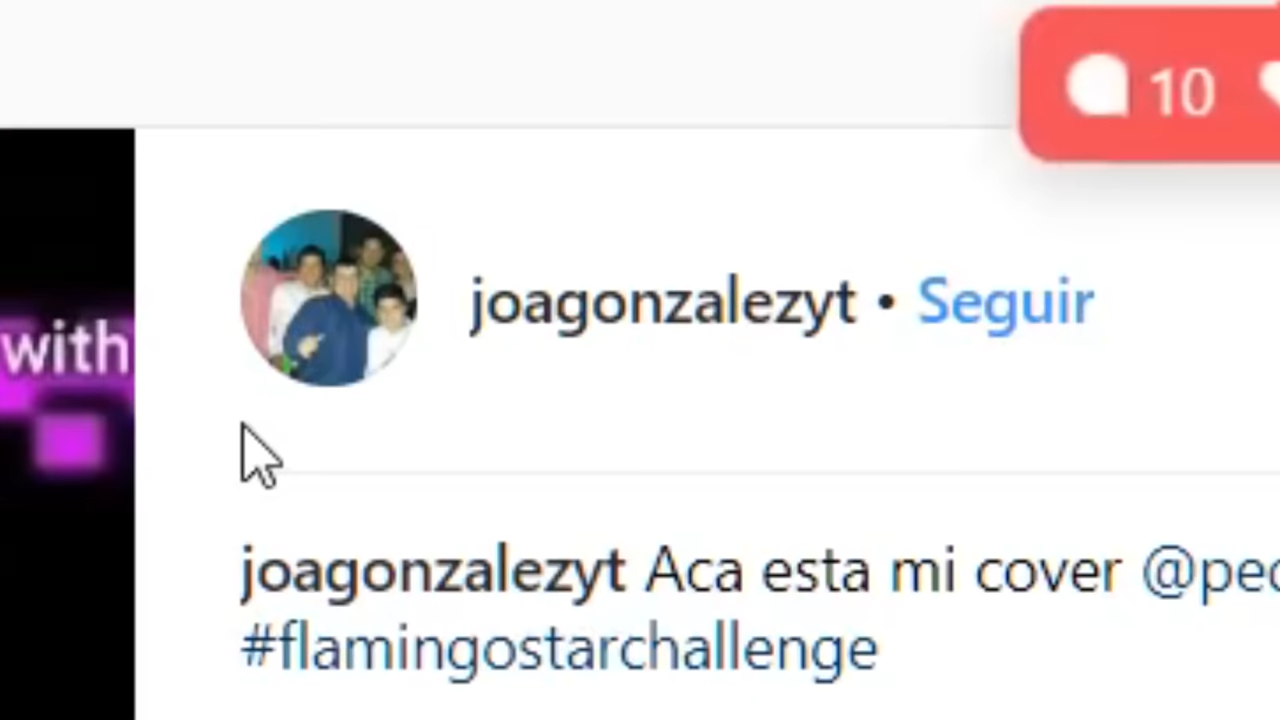 10
with
joagonzalezyt • Seguir
joagonzalezyt Aca esta mi cover
#flamingostarchallenge